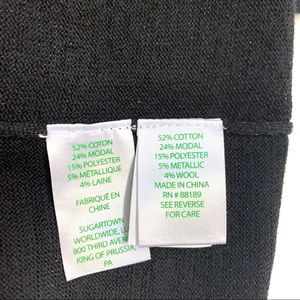 52% COTON
24% MODAL
15% POLYESTER
5% MÉTALLIQUE
4% LAINE
FABRIQUÉ EN
CHINE
SUGARTOWN
WORLDWIDE,
800 THIRD AVE
KING OF PRUSSIA,
PA
52% COTTON
24% MODAL
15% POLYESTER
5% METALLIC
4% WOOL
MADE IN CHINA
RN # 88189
SEE REVERSE
FOR CARE